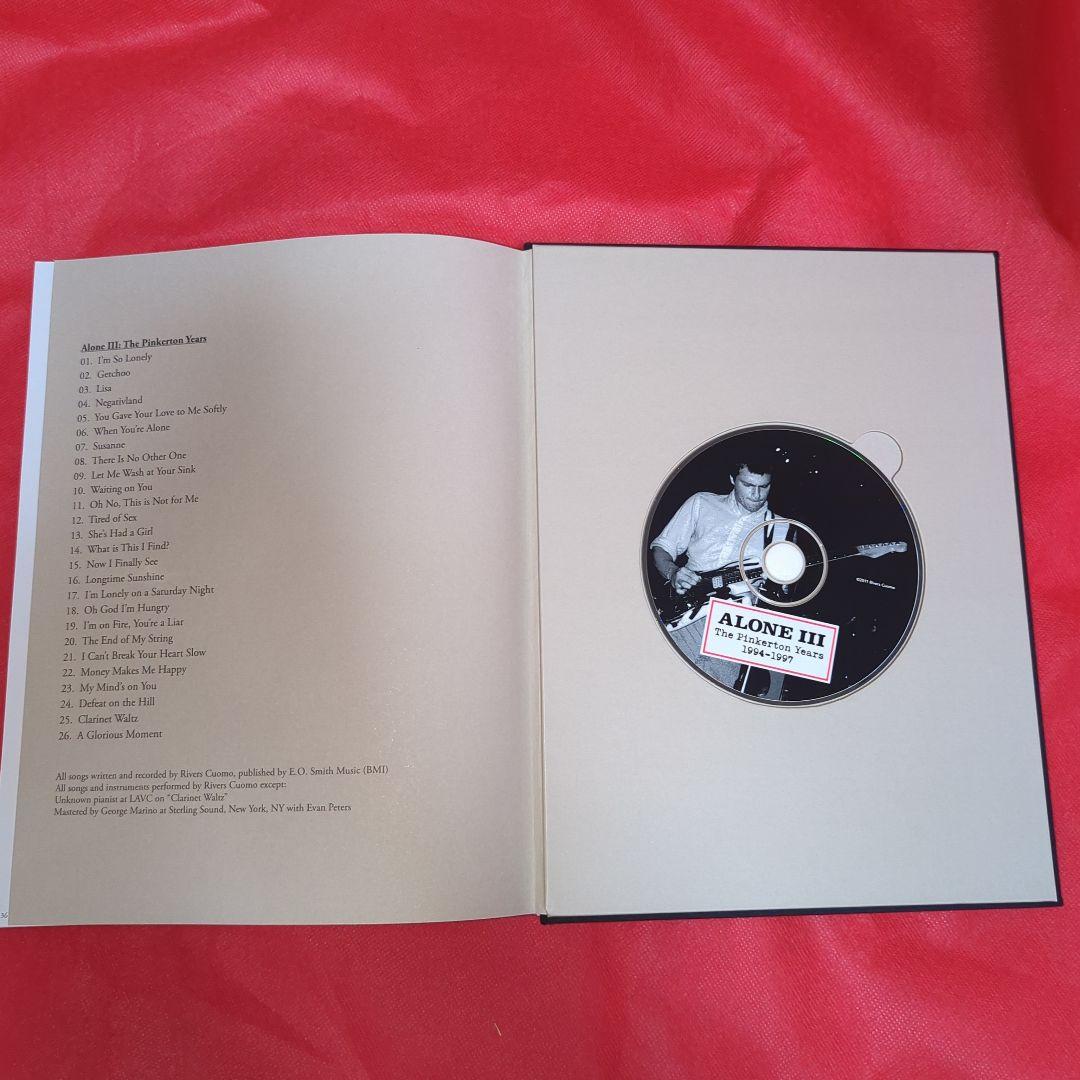 Alone III: The Pinkerton Years
01. I'm So Lonely
02. Getchoo
03. Lisa
04. Negativland
05. You Gave Your Love to Me Softly
06. When You're Alone
07. Susanne
08. There Is No Other One
09. Let Me Wash at Your Sink
10. Waiting on You
11. Oh No, This is Not for Me
12. Tired of Sex
13. She's Had a Girl
14. What is This I Find?
15. Now I Finally See
16. Longtime Sunshine
17. I'm Lonely on a Saturday Night
18. Oh God I'm Hungry
19. I'm on Fire, You're a Liar
20. The End of My String
21. I Can't Break Your Heart Slow
22. Money Makes Me Happy
23. My Mind's on You
24. Defeat on the Hill
25. Clarinet Waltz
26. A Glorious Moment
All songs written and recorded by Rivers Cuomo, published by E.O. Smith Music (BMI)
All songs and instruments performed by Rivers Cuomo except:
Unknown pianist at LAVC on "Clarinet Waltz"
Mastered by George Marino at Sterling Sound, New York, NY with Evan Peters
36
©2011 Rivers Cuomo
ALONE III
The Pinkerton Years
1994-1997